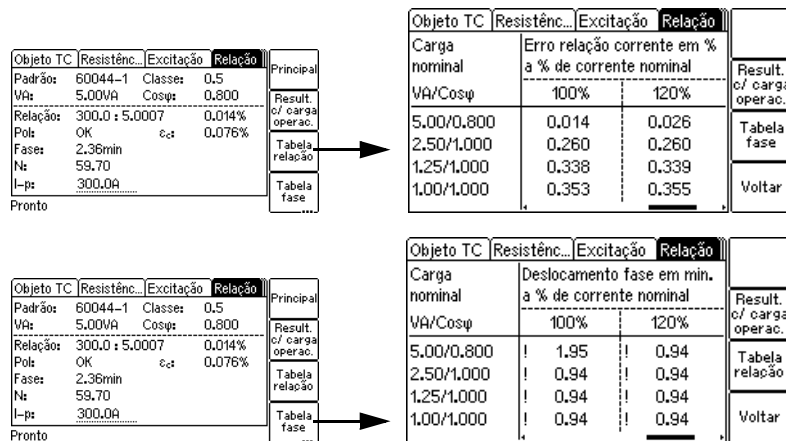 Objeto TC Resistênc... Excitação Relação
Padrão: 60044-1 Classe: 0.5
VA: 5.00VA Cosφ: 0.800
Relação: 300.0 : 5.0007 0.014%
Pol: OK εc: 0.076%
Fase: 2.36min
N: 59.70
I-p: 300.0A
Pronto
Principal
Result.
c/ carga
operac.
Tabela
relação
Tabela
fase
...
Objeto TC Resistênc... Excitação Relação
Carga Erro relação corrente em %
nominal a % de corrente nominal
VA/Cosφ 100% 120%
5.00/0.800 0.014 0.026
2.50/1.000 0.260 0.260
1.25/1.000 0.338 0.339
1.00/1.000 0.353 0.355
Result.
c/ carga
operac.
Tabela
fase
Voltar
Objeto TC Resistênc... Excitação Relação
Padrão: 60044-1 Classe: 0.5
VA: 5.00VA Cosφ: 0.800
Relação: 300.0 : 5.0007 0.014%
Pol: OK εc: 0.076%
Fase: 2.36min
N: 59.70
I-p: 300.0A
Pronto
Principal
Result.
c/ carga
operac.
Tabela
relação
Tabela
fase
...
Objeto TC Resistênc... Excitação Relação
Carga Deslocamento fase em min.
nominal a % de corrente nominal
VA/Cosφ 100% 120%
5.00/0.800 ! 1.95 ! 0.94
2.50/1.000 ! 0.94 ! 0.94
1.25/1.000 ! 0.94 ! 0.94
1.00/1.000 ! 0.94 ! 0.94
Result.
c/ carga
operac.
Tabela
relação
Voltar